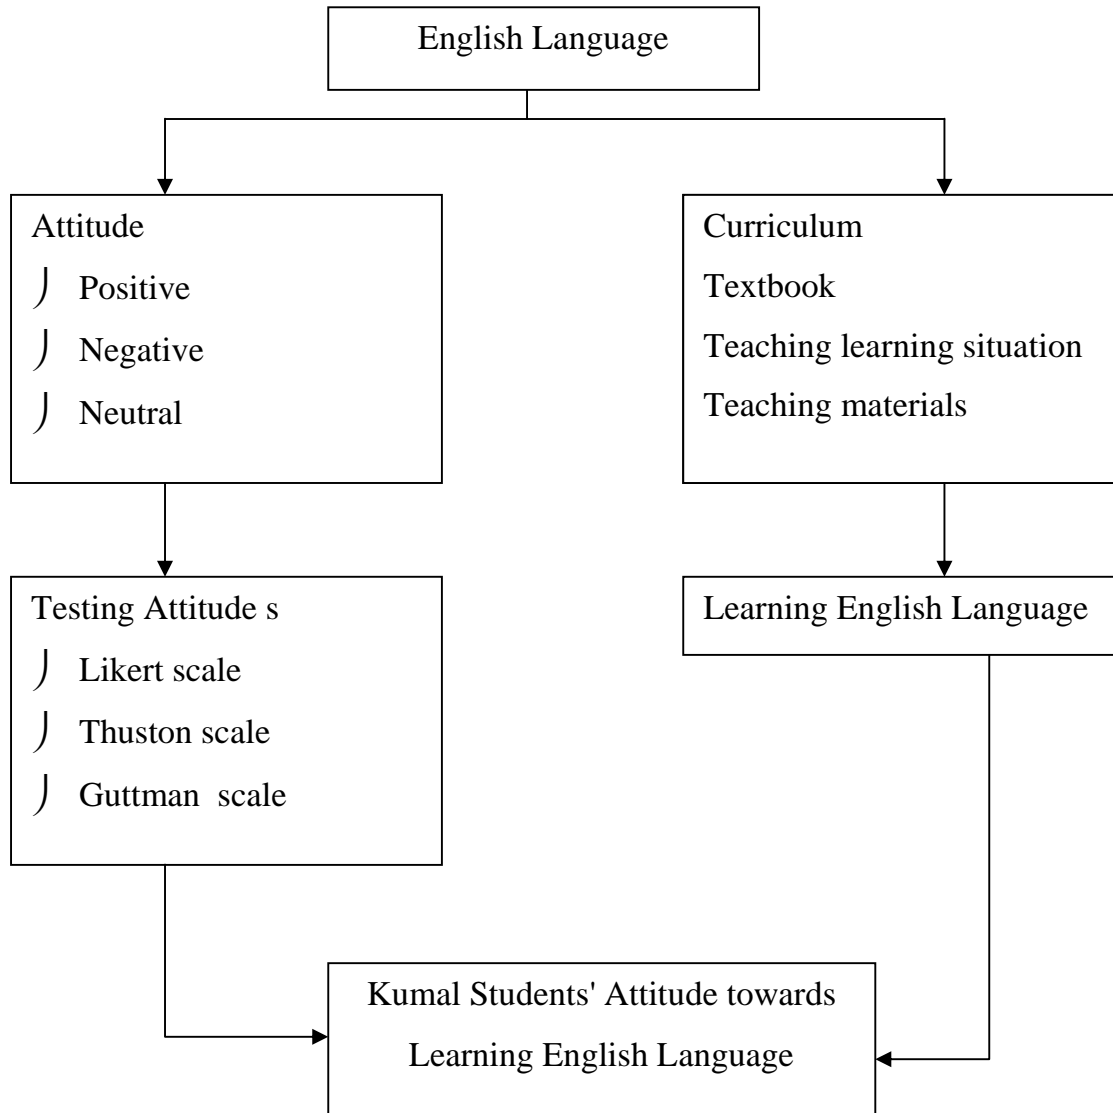 English Language
Attitude
⌡ Positive
⌡ Negative
⌡ Neutral
Curriculum
Textbook
Teaching learning situation
Teaching materials
Testing Attitude s
⌡ Likert scale
⌡ Thuston scale
⌡ Guttman scale
Learning English Language
Kumal Students' Attitude towards
Learning English Language